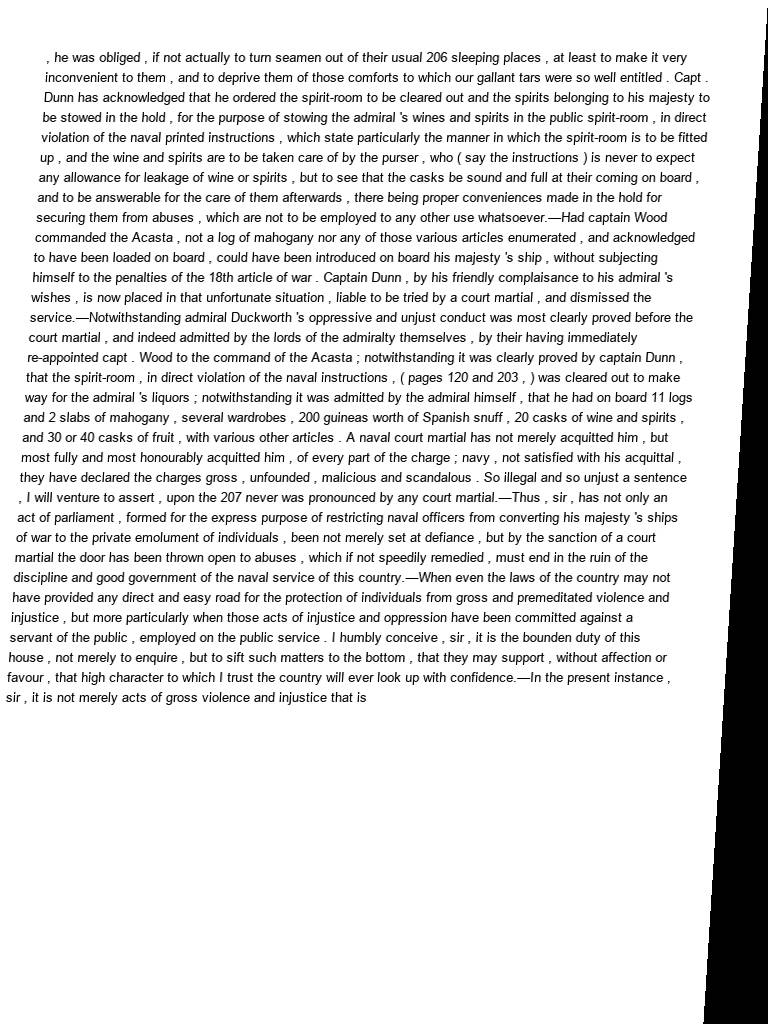 , he was obliged , if not actually to turn seamen out of their usual 206 sleeping places , at least to make it very
inconvenient to them , and to deprive them of those comforts to which our gallant tars were so well entitled . Capt .
Dunn has acknowledged that he ordered the spirit-room to be cleared out and the spirits belonging to his majesty to
be stowed in the hold , for the purpose of stowing the admiral 's wines and spirits in the public spirit-room , in direct
violation of the naval printed instructions , which state particularly the manner in which the spirit-room is to be fitted
up , and the wine and spirits are to be taken care of by the purser , who ( say the instructions ) is never to expect
any allowance for leakage of wine or spirits , but to see that the casks be sound and full at their coming on board ,
and to be answerable for the care of them afterwards , there being proper conveniences made in the hold for
securing them from abuses , which are not to be employed to any other use whatsoever.—Had captain Wood
commanded the Acasta , not a log of mahogany nor any of those various articles enumerated , and acknowledged
to have been loaded on board , could have been introduced on board his majesty 's ship , without subjecting
himself to the penalties of the 18th article of war . Captain Dunn , by his friendly complaisance to his admiral 's
wishes , is now placed in that unfortunate situation , liable to be tried by a court martial , and dismissed the
service.—Notwithstanding admiral Duckworth 's oppressive and unjust conduct was most clearly proved before the
court martial , and indeed admitted by the lords of the admiralty themselves , by their having immediately
re-appointed capt . Wood to the command of the Acasta ; notwithstanding it was clearly proved by captain Dunn ,
that the spirit-room , in direct violation of the naval instructions , ( pages 120 and 203 , ) was cleared out to make
way for the admiral 's liquors ; notwithstanding it was admitted by the admiral himself , that he had on board 11 logs
and 2 slabs of mahogany , several wardrobes , 200 guineas worth of Spanish snuff , 20 casks of wine and spirits ,
and 30 or 40 casks of fruit , with various other articles . A naval court martial has not merely acquitted him , but
most fully and most honourably acquitted him , of every part of the charge ; navy , not satisfied with his acquittal ,
they have declared the charges gross , unfounded , malicious and scandalous . So illegal and so unjust a sentence
, I will venture to assert , upon the 207 never was pronounced by any court martial.—Thus , sir , has not only an
act of parliament , formed for the express purpose of restricting naval officers from converting his majesty 's ships
of war to the private emolument of individuals , been not merely set at defiance , but by the sanction of a court
martial the door has been thrown open to abuses , which if not speedily remedied , must end in the ruin of the
discipline and good government of the naval service of this country.—When even the laws of the country may not
have provided any direct and easy road for the protection of individuals from gross and premeditated violence and
injustice , but more particularly when those acts of injustice and oppression have been committed against a
servant of the public , employed on the public service . I humbly conceive , sir , it is the bounden duty of this
house , not merely to enquire , but to sift such matters to the bottom , that they may support , without affection or
favour , that high character to which I trust the country will ever look up with confidence.—In the present instance ,
sir , it is not merely acts of gross violence and injustice that is